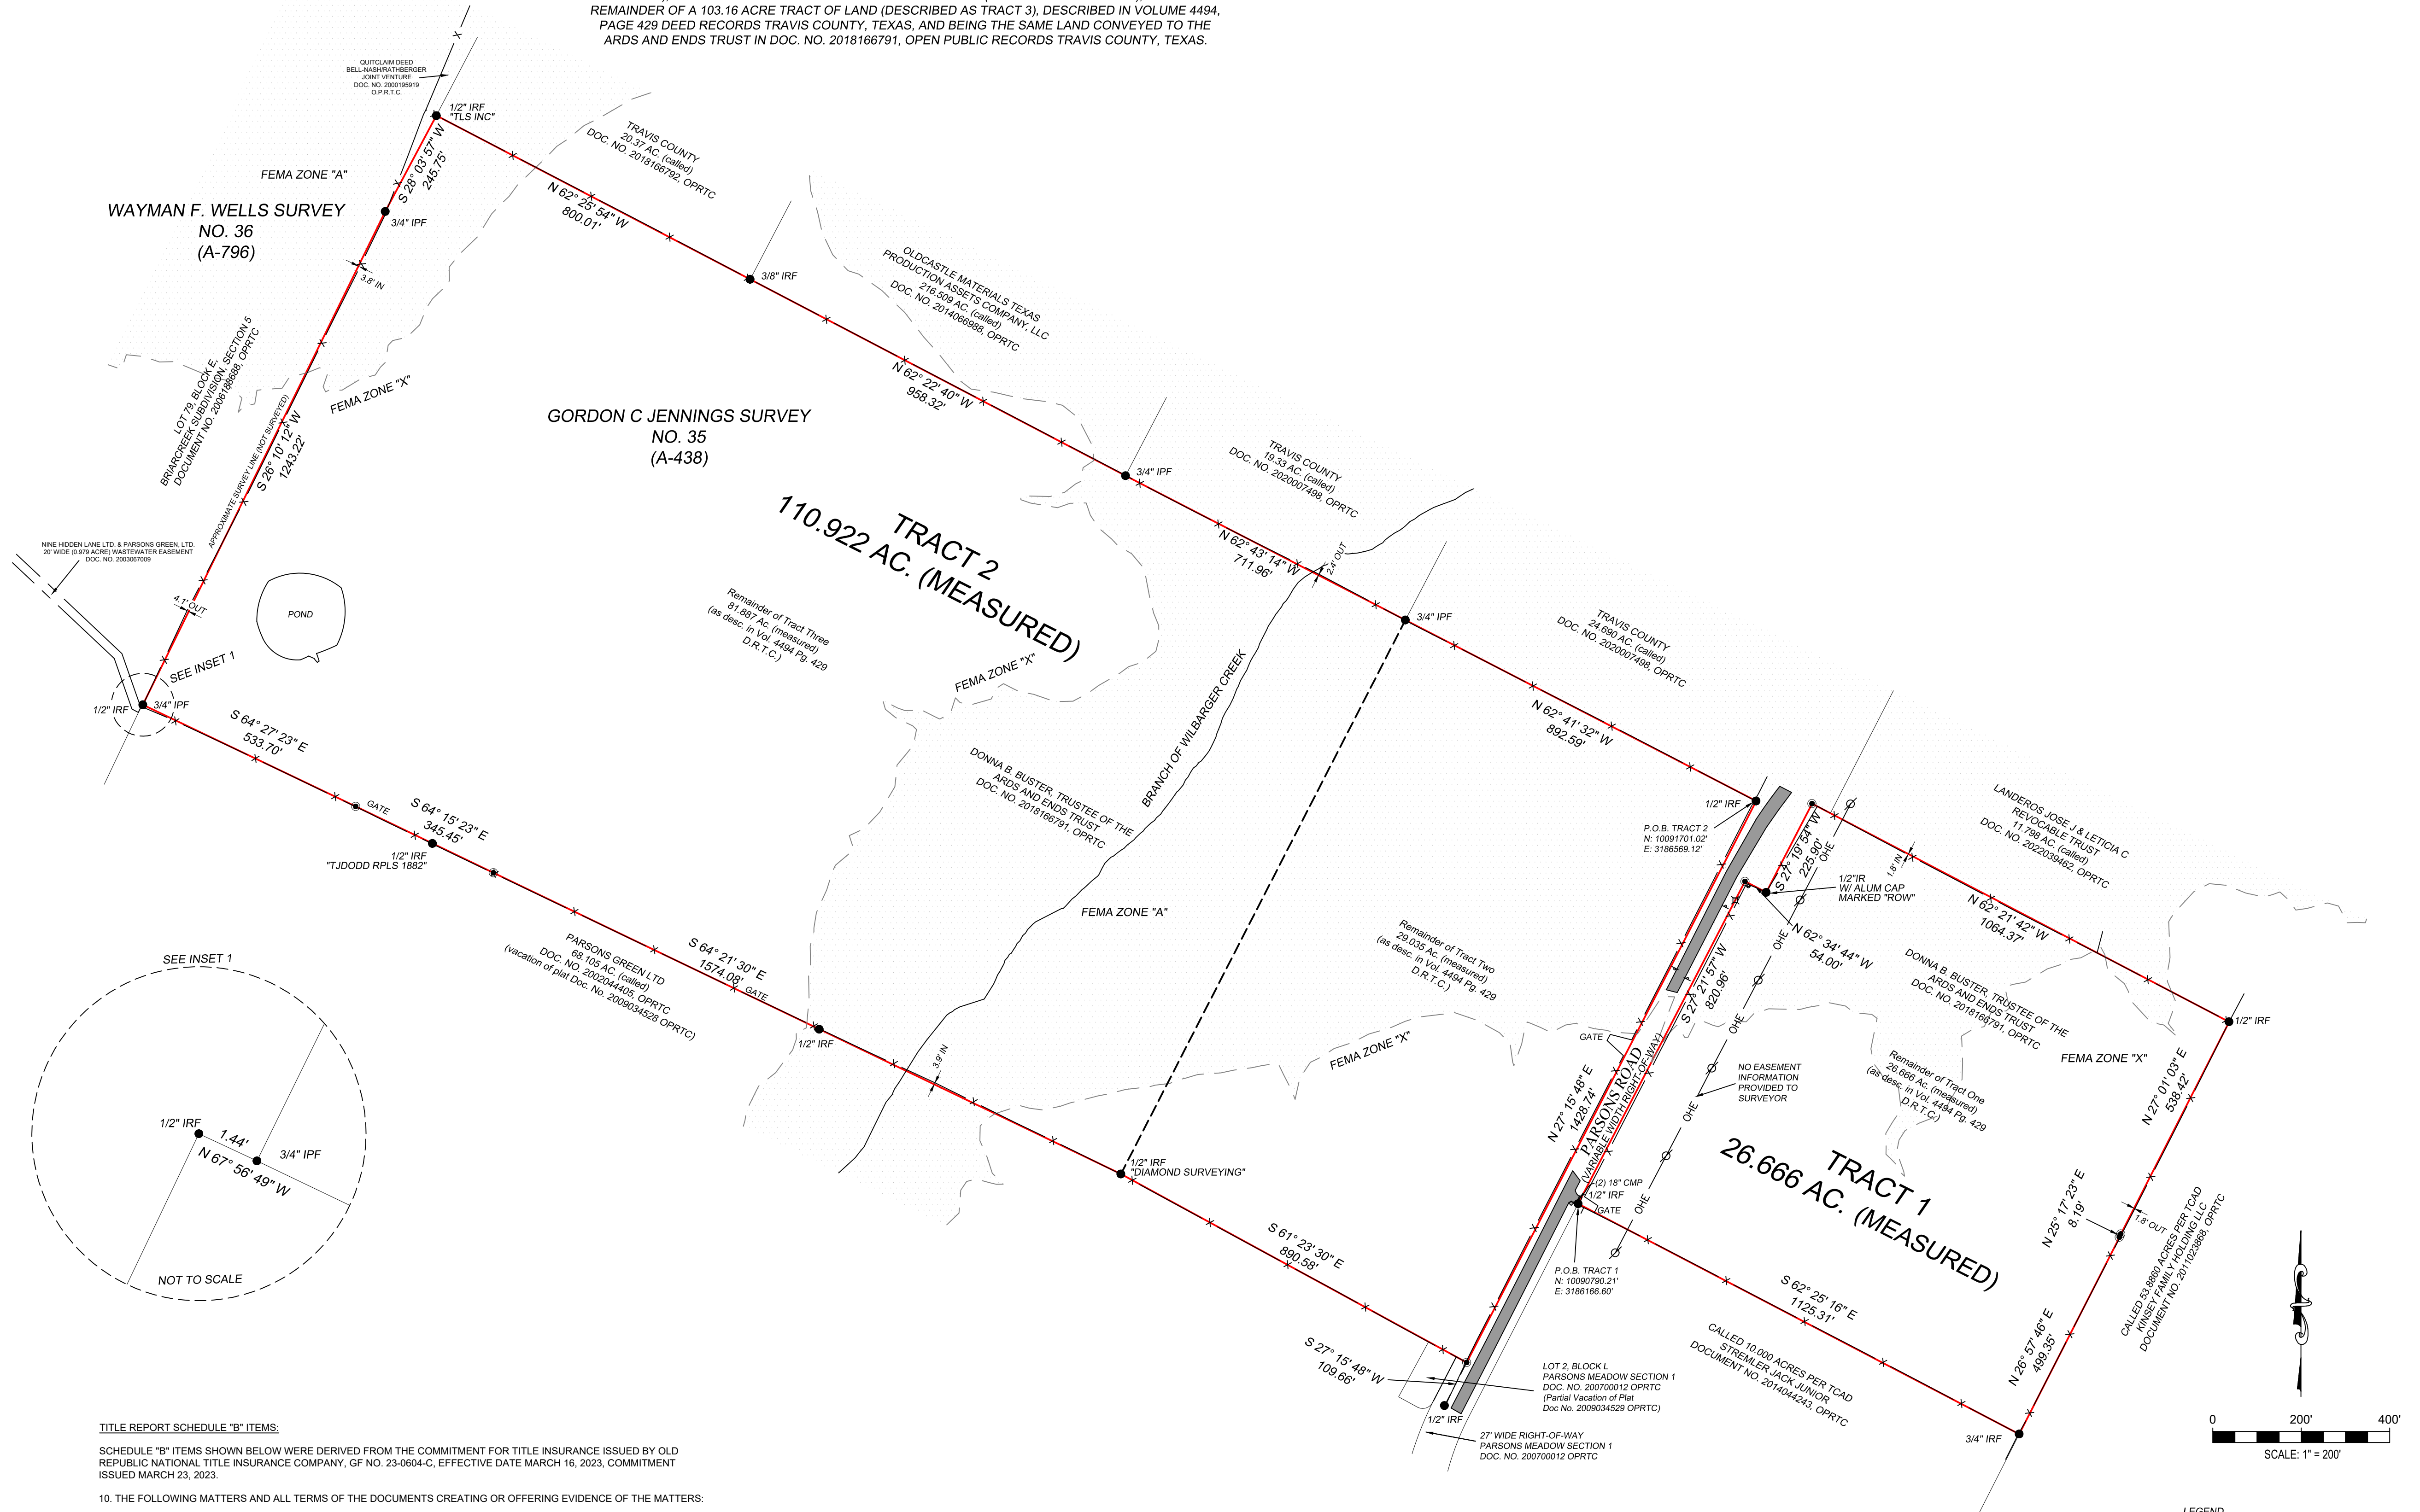 REMAINDER OF A 103.16 ACRE TRACT OF LAND (DESCRIBED AS TRACT 3), DESCRIBED IN VOLUME 4494,
PAGE 429 DEED RECORDS TRAVIS COUNTY, TEXAS, AND BEING THE SAME LAND CONVEYED TO THE
ARDS AND ENDS TRUST IN DOC. NO. 2018166791, OPEN PUBLIC RECORDS TRAVIS COUNTY, TEXAS.
QUITCLAIM DEED
BELL-NASH/RATHBERGER
JOINT VENTURE
DOC. NO. 2000195919
O.P.R.T.C.
1/2" IRF
"TLS INC"
S 28° 03' 57" W
245.75'
FEMA ZONE "A"
WAYMAN F. WELLS SURVEY
NO. 36
(A-796)
3/4" IPF
3.8' IN
TRAVIS COUNTY
20.37 AC. (called)
DOC. NO. 2018166792, OPRTC
N 62° 25' 54" W
800.01'
3/8" IRF
OLDCASTLE MATERIALS TEXAS
PRODUCTION ASSETS COMPANY, LLC
216.509 AC. (called)
DOC. NO. 2014066988, OPRTC
N 62° 22' 40" W
958.32'
LOT 79, BLOCK E,
BRIARCREEK SUBDIVISION, SECTION 5
DOCUMENT NO. 2006188688, OPRTC
APPROXIMATE SURVEY LINE (NOT SURVEYED)
S 26° 10' 12" W
1243.22'
FEMA ZONE "X"
GORDON C JENNINGS SURVEY
NO. 35
(A-438)
3/4" IPF
TRAVIS COUNTY
19.33 AC. (called)
DOC. NO. 2020007498, OPRTC
N 62° 43' 14" W
711.96'
2.4' OUT
TRACT 2
110.922 AC. (MEASURED)
NINE HIDDEN LANE LTD. & PARSONS GREEN, LTD.
20' WIDE (0.979 ACRE) WASTEWATER EASEMENT
DOC. NO. 2003067009
4.1' OUT
POND
SEE INSET 1
1/2" IRF
3/4" IPF
Remainder of Tract Three
81.887 Ac. (measured)
(as desc. in Vol. 4494 Pg. 429
D.R.T.C.)
FEMA ZONE "X"
BRANCH OF WILBARGER CREEK
3/4" IPF
TRAVIS COUNTY
24.690 AC. (called)
DOC. NO. 2020007498, OPRTC
N 62° 41' 32" W
892.59'
S 64° 27' 23" E
533.70'
GATE
S 64° 15' 23" E
345.45'
1/2" IRF
"TJDODD RPLS 1882"
DONNA B. BUSTER, TRUSTEE OF THE
ARDS AND ENDS TRUST
DOC. NO. 2018166791, OPRTC
1/2" IRF
P.O.B. TRACT 2
N: 10091701.02'
E: 3186569.12'
S 27° 19' 54" W
225.90'
OHE
1.8' IN
LANDEROS JOSE J & LETICIA C
REVOCABLE TRUST
11.798 AC. (called)
DOC. NO. 2022039462, OPRTC
1/2"IR
W/ ALUM CAP
MARKED "ROW"
N 62° 21' 42" W
1064.37'
FEMA ZONE "A"
N 62° 34' 44" W
54.00'
OHE
PARSONS GREEN LTD
68.105 AC. (called)
DOC. NO. 2002044405, OPRTC
(vacation of plat Doc. No. 2009034528 OPRTC)
S 64° 21' 30" E
1574.08'
GATE
Remainder of Tract Two
29.035 Ac. (measured)
(as desc. in Vol. 4494 Pg. 429
D.R.T.C.)
S 27° 21' 57" W
820.96'
DONNA B. BUSTER, TRUSTEE OF THE
ARDS AND ENDS TRUST
DOC. NO. 2018166791, OPRTC
1/2" IRF
SEE INSET 1
1/2" IRF
1.44'
N 67° 56' 49" W
3/4" IPF
NOT TO SCALE
1/2" IRF
3.9' IN
FEMA ZONE "X"
GATE
OHE
N 27° 15' 48" E
1428.74'
PARSONS ROAD
(VARIABLE WIDTH RIGHT-OF-WAY)
NO EASEMENT
INFORMATION
PROVIDED TO
SURVEYOR
OHE
Remainder of Tract One
26.666 Ac. (measured)
(as desc. in Vol. 4494 Pg. 429
D.R.T.C.)
FEMA ZONE "X"
N 27° 01' 03" E
538.42'
1/2" IRF
"DIAMOND SURVEYING"
(2) 18" CMP
1/2" IRF
GATE
OHE
TRACT 1
26.666 AC. (MEASURED)
N 25° 17' 23" E
8.19'
1.8' OUT
CALLED 53.8860 ACRES PER TCAD
KINSEY FAMILY HOLDING LLC
DOCUMENT NO. 2011023868, OPRTC
S 61° 23' 30" E
890.58'
P.O.B. TRACT 1
N: 10090790.21'
E: 3186166.60'
S 62° 25' 16" E
1125.31'
N 26° 57' 46" E
499.35'
S 27° 15' 48" W
109.66'
LOT 2, BLOCK L
PARSONS MEADOW SECTION 1
DOC. NO. 200700012 OPRTC
(Partial Vacation of Plat
Doc No. 2009034529 OPRTC)
CALLED 10.000 ACRES PER TCAD
STREMLER JACK JUNIOR
DOCUMENT NO. 2014044243, OPRTC
1/2" IRF
27' WIDE RIGHT-OF-WAY
PARSONS MEADOW SECTION 1
DOC. NO. 200700012 OPRTC
3/4" IRF
0 200' 400'
SCALE: 1" = 200'
TITLE REPORT SCHEDULE "B" ITEMS:
SCHEDULE "B" ITEMS SHOWN BELOW WERE DERIVED FROM THE COMMITMENT FOR TITLE INSURANCE ISSUED BY OLD
REPUBLIC NATIONAL TITLE INSURANCE COMPANY, GF NO. 23-0604-C, EFFECTIVE DATE MARCH 16, 2023, COMMITMENT
ISSUED MARCH 23, 2023.
10. THE FOLLOWING MATTERS AND ALL TERMS OF THE DOCUMENTS CREATING OR OFFERING EVIDENCE OF THE MATTERS:
LEGEND